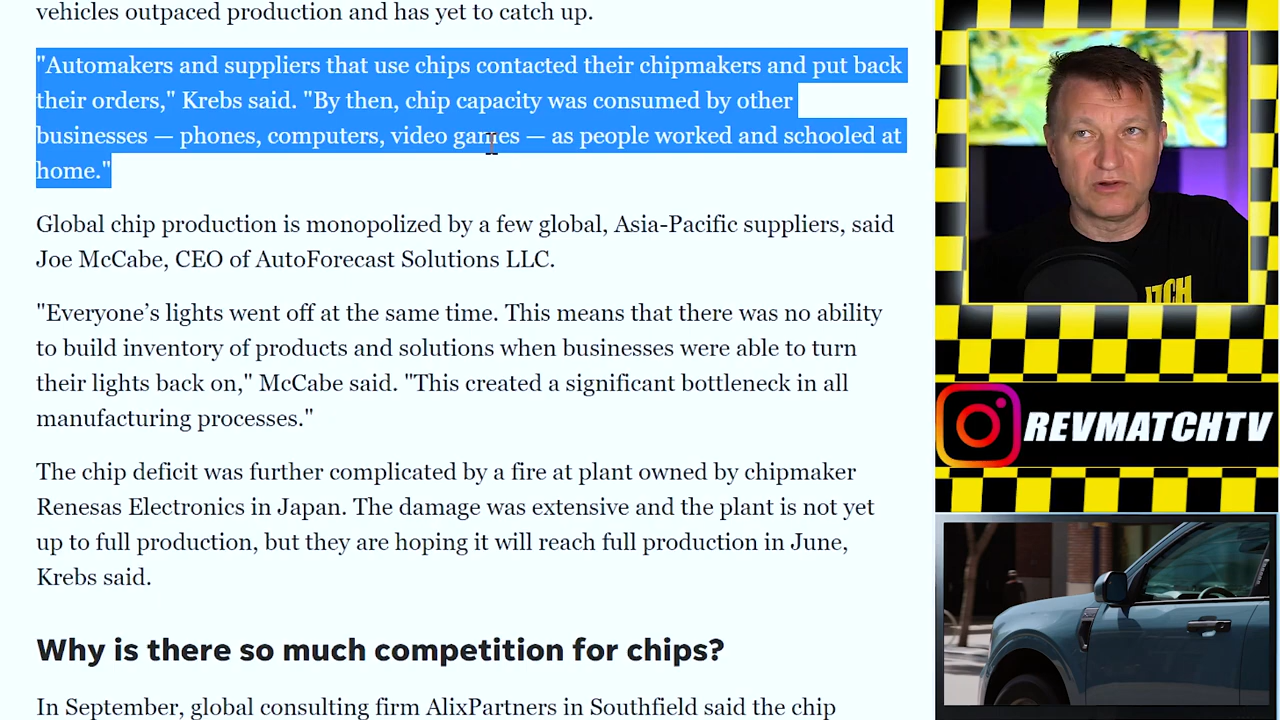 vehicles outpaced production and has yet to catch up.
"Automakers and suppliers that use chips contacted their chipmakers and put back
their orders," Krebs said. "By then, chip capacity was consumed by other
businesses — phones, computers, video games — as people worked and schooled at
home."
Global chip production is monopolized by a few global, Asia-Pacific suppliers, said
Joe McCabe, CEO of AutoForecast Solutions LLC.
"Everyone’s lights went off at the same time. This means that there was no ability
to build inventory of products and solutions when businesses were able to turn
their lights back on," McCabe said. "This created a significant bottleneck in all
manufacturing processes."
The chip deficit was further complicated by a fire at plant owned by chipmaker
Renesas Electronics in Japan. The damage was extensive and the plant is not yet
up to full production, but they are hoping it will reach full production in June,
Krebs said.
Why is there so much competition for chips?
In September, global consulting firm AlixPartners in Southfield said the chip
REVMATCHTV